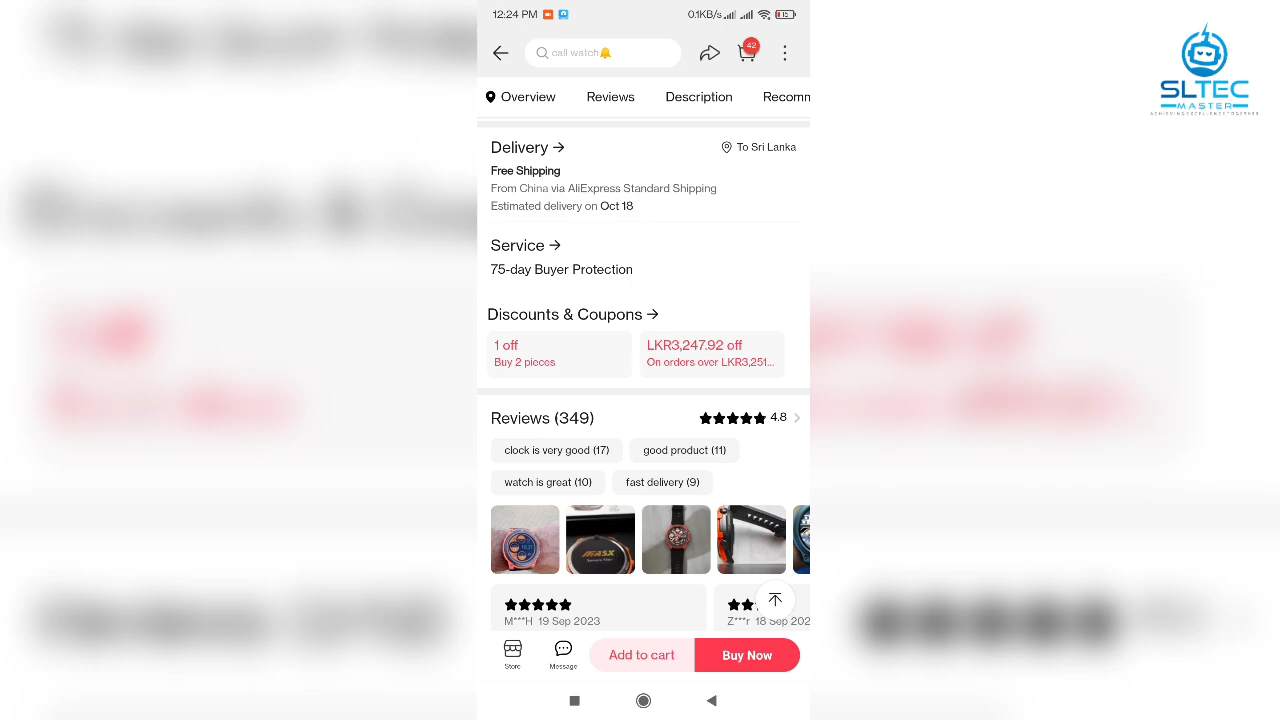 12:24 PM
0.1KB/s
15
call watch🔔
42
Overview
Reviews
Description
Recomm
Delivery →
To Sri Lanka
Free Shipping
From China via AliExpress Standard Shipping
Estimated delivery on Oct 18
Service →
75-day Buyer Protection
Discounts & Coupons →
1 off
Buy 2 pieces
LKR3,247.92 off
On orders over LKR3,251...
Reviews (349)
4.8
clock is very good (17)
good product (11)
watch is great (10)
fast delivery (9)
M***H 19 Sep 2023
Z***r 18 Sep 202
Store
Message
Add to cart
Buy Now
SLTEC
MASTER
ACHIEVING EXCELLENCE TOGETHER